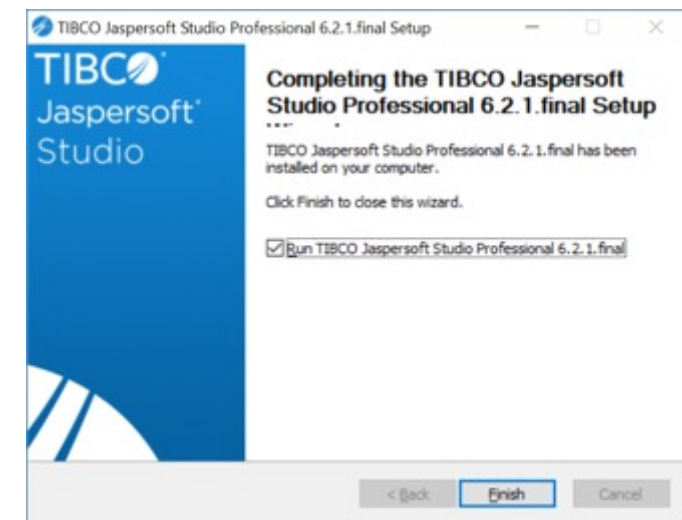 TIBCO Jaspersoft Studio Professional 6.2.1.final Setup
TIBCO
Jaspersoft
Studio
Completing the TIBCO Jaspersoft
Studio Professional 6.2.1.final Setup
TIBCO Jaspersoft Studio Professional 6.2.1.final has been
installed on your computer.
Click Finish to close this wizard.
Run TIBCO Jaspersoft Studio Professional 6.2.1.final
< Back
Finish
Cancel